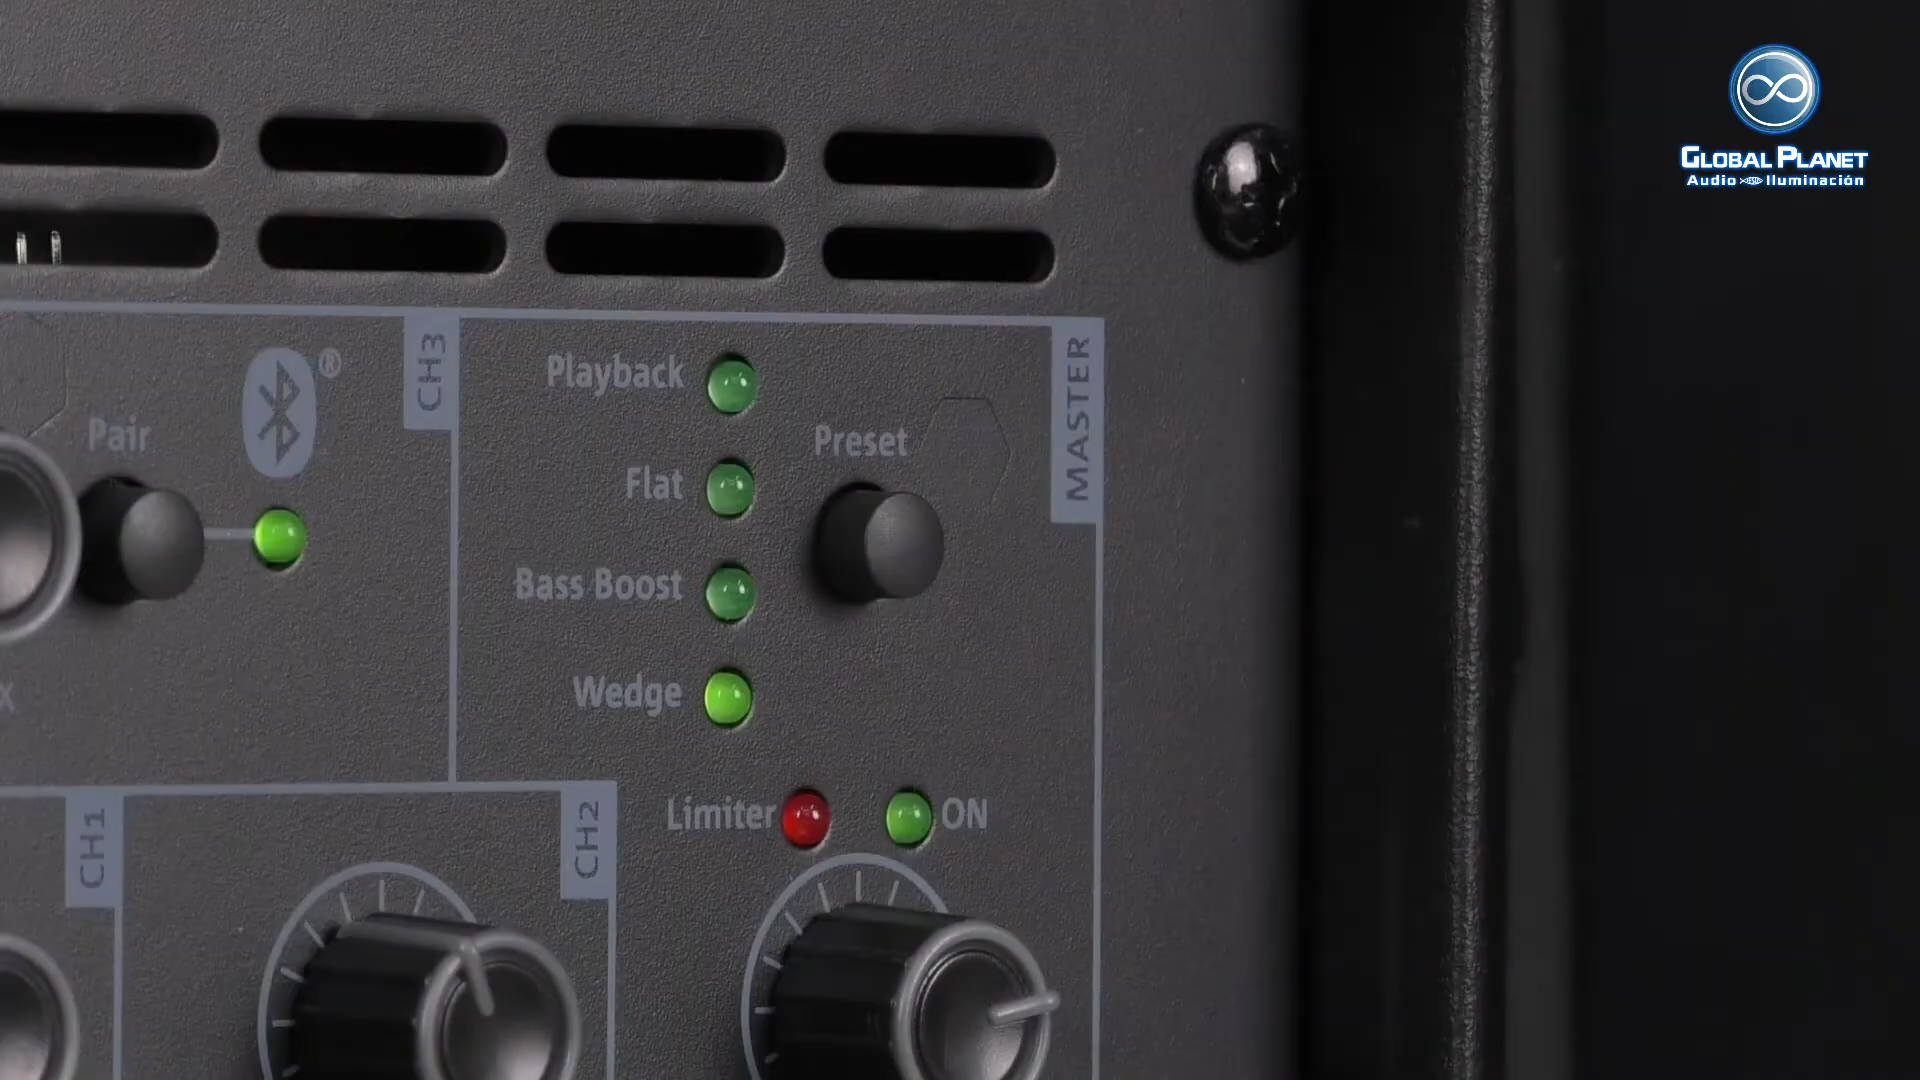 GLOBAL PLANET
Audio Iluminación
CH3
MASTER
Playback
®
Pair
Preset
Flat
Bass Boost
Wedge
X
CH1
CH2
Limiter
ON